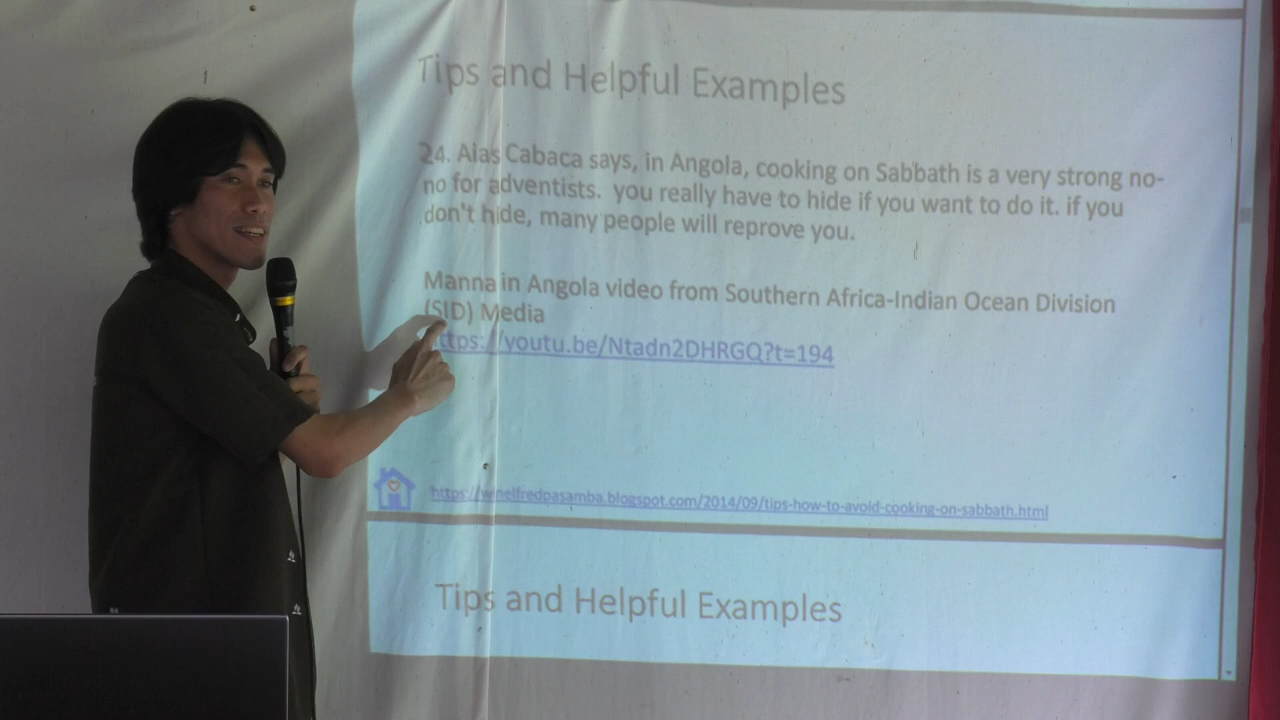 Tips and Helpful Examples
24. Aias Cabaca says, in Angola, cooking on Sabbath is a very strong no-
no for adventists.  you really have to hide if you want to do it. if you
don't hide, many people will reprove you.
Manna in Angola video from Southern Africa-Indian Ocean Division
(SID) Media
ttps://youtu.be/Ntadn2DHRGQ?t=194
https://winelfredpasamba.blogspot.com/2014/09/tips-how-to-avoid-cooking-on-sabbath.html
Tips and Helpful Examples